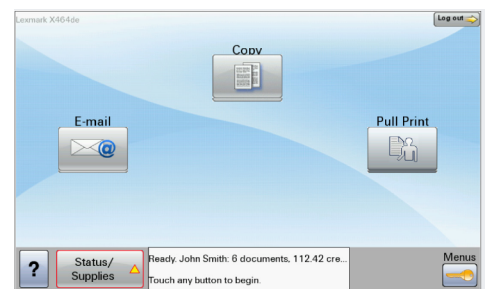 Lexmark X464de
Log out
Copy
E-mail
Pull Print
?
Status/
Supplies
Ready. John Smith: 6 documents, 112.42 cre...
Touch any button to begin.
Menus